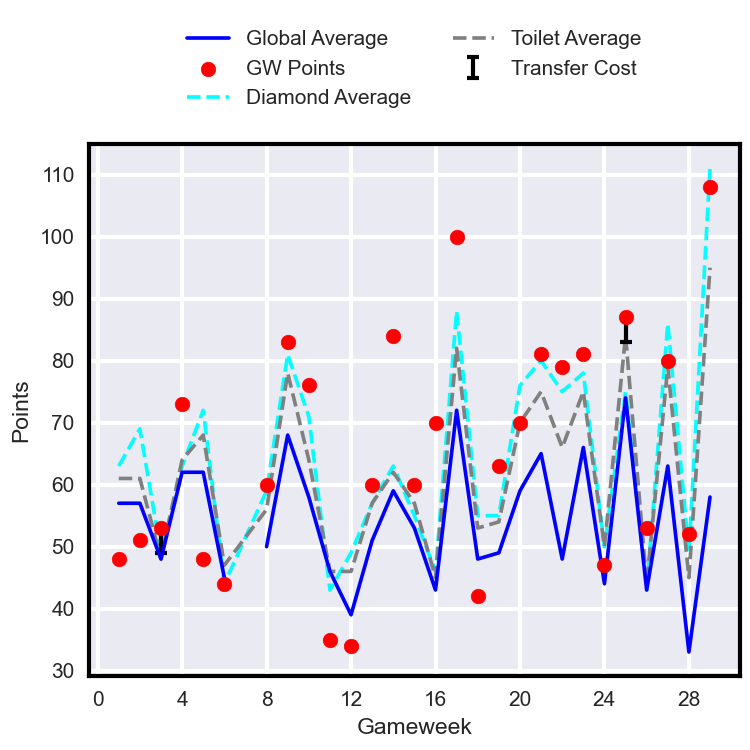 Global Average
GW Points
Diamond Average
Toilet Average
Transfer Cost
110
100
90
80
70
60
50
40
30
Points
0 4 8 12 16 20 24 28
Gameweek